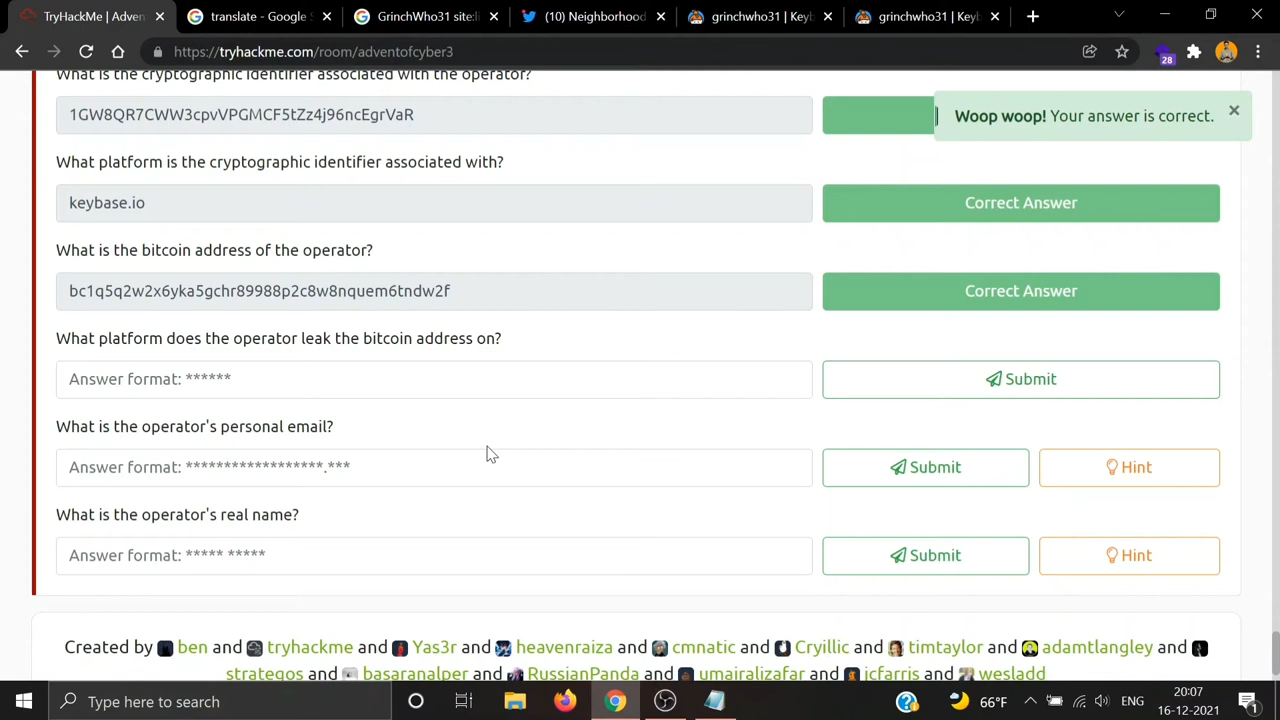 TryHackMe | Adven
translate - Google S
GrinchWho31 site:li
(10) Neighborhood
grinchwho31 | Keyb
grinchwho31 | Keyb
https://tryhackme.com/room/adventofcyber3
28
What is the cryptographic identifier associated with the operator?
1GW8QR7CWW3cpvVPGMCF5tZz4j96ncEgrVaR
Woop woop! Your answer is correct.
What platform is the cryptographic identifier associated with?
keybase.io
Correct Answer
What is the bitcoin address of the operator?
bc1q5q2w2x6yka5gchr89988p2c8w8nquem6tndw2f
Correct Answer
What platform does the operator leak the bitcoin address on?
Answer format: ******
Submit
What is the operator's personal email?
Answer format: ******************.***
Submit
Hint
What is the operator's real name?
Answer format: ***** *****
Submit
Hint
Created by ben and tryhackme and Yas3r and heavenraiza and cmnatic and Cryillic and timtaylor and adamtlangley and
strategos and basaranalper and RussianPanda and umairalizafar and icfarris and wesladd
Type here to search
66°F
ENG
20:07
16-12-2021
1